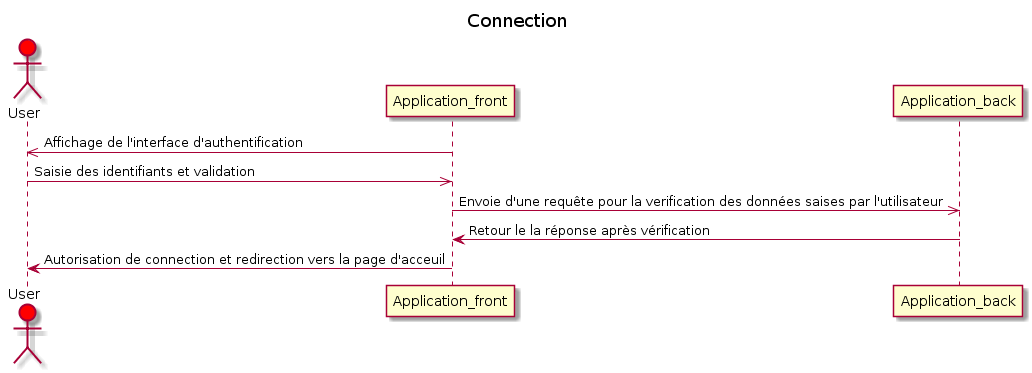 Connection
User
Application_front
Application_back
Affichage de l'interface d'authentification
Saisie des identifiants et validation
Envoie d'une requête pour la verification des données saises par l'utilisateur
Retour le la réponse après vérification
Autorisation de connection et redirection vers la page d'acceuil
User
Application_front
Application_back